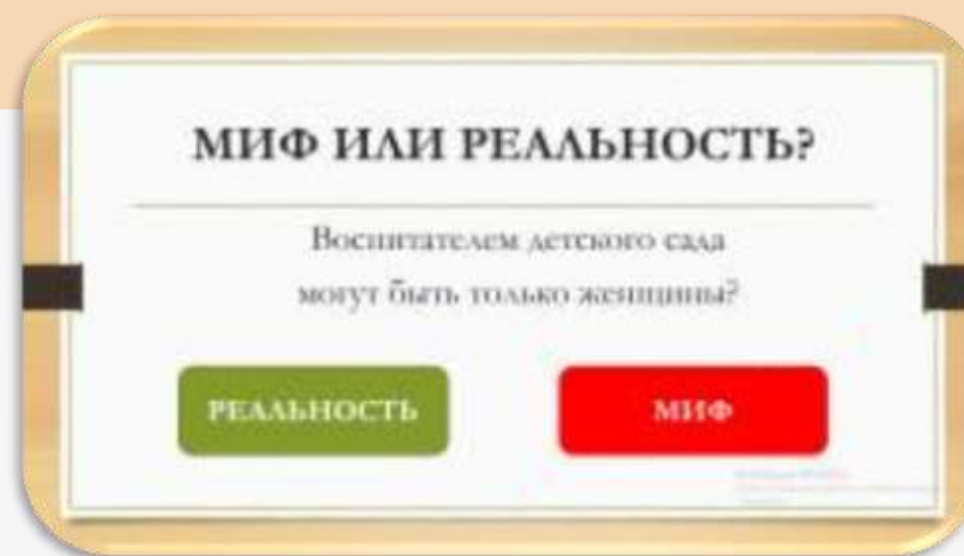 МИФ ИЛИ РЕАЛЬНОСТЬ?
Воспитателем детского сада
могут быть только женщины?
РЕАЛЬНОСТЬ
МИФ